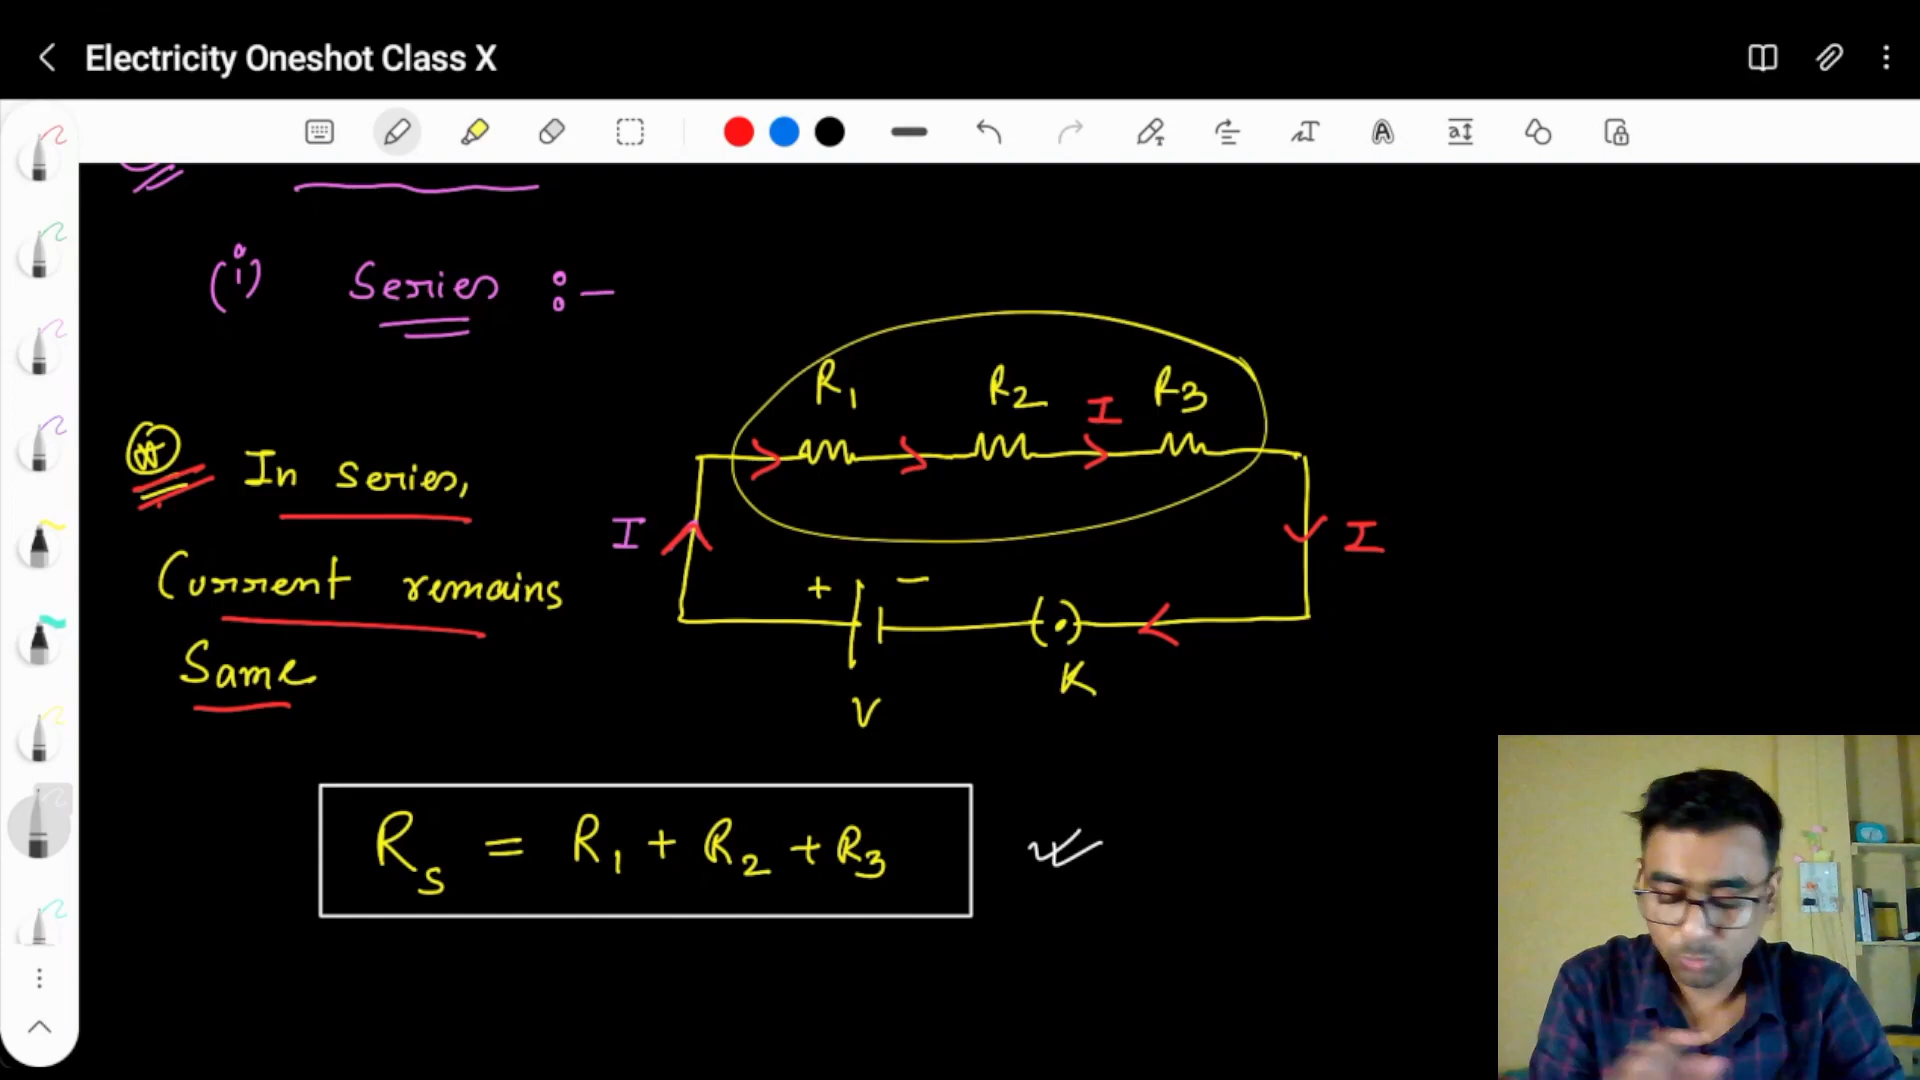 Electricity Oneshot Class X
(i) Series :-
R1 R2 I R3
In series,
I
I
Current remains
+ -
Same
K
V
Rs = R1 + R2 + R3